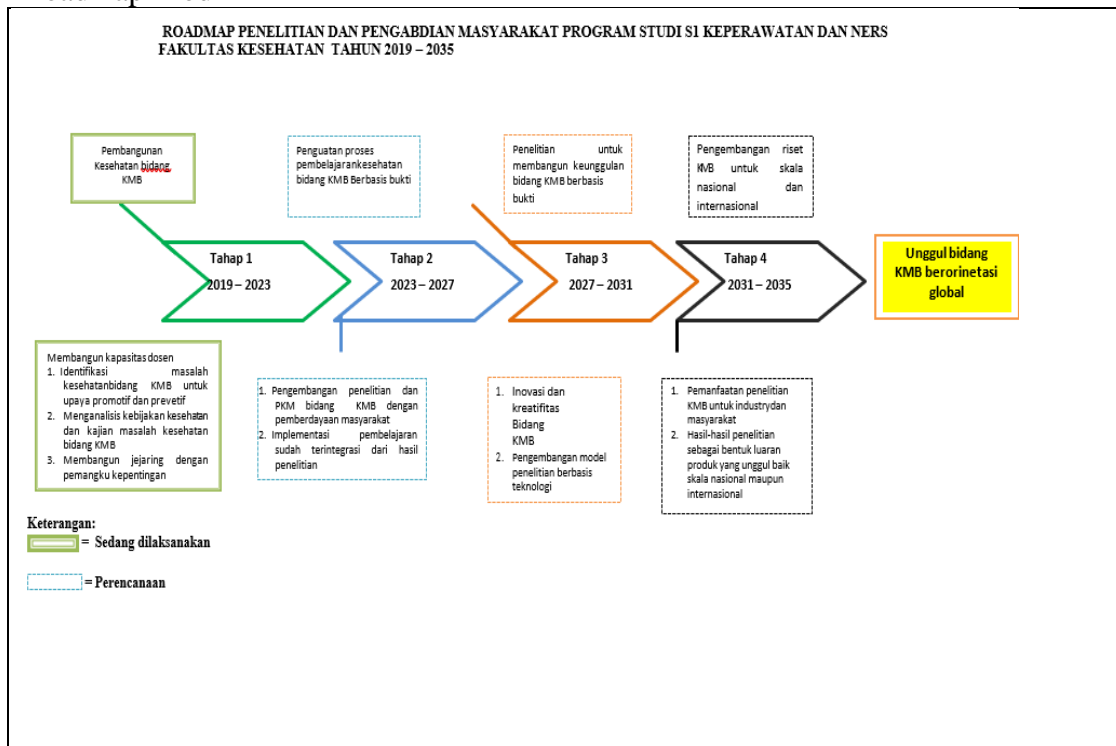 ROADMAP PENELITIAN DAN PENGABDIAN MASYARAKAT PROGRAM STUDI S1 KEPERAWATAN DAN NERS
FAKULTAS KESEHATAN TAHUN 2019 – 2035
Pembangunan
Kesehatan bidang
KMB
Penguatan proses
pembelajarankesehatan
bidang KMB Berbasis bukti
Penelitian untuk
membangun keunggulan
bidang KMB berbasis
bukti
Pengembangan riset
KMB untuk skala
nasional dan
internasional
Tahap 1
2019 – 2023
Tahap 2
2023 – 2027
Tahap 3
2027 – 2031
Tahap 4
2031 – 2035
Unggul bidang
KMB berorinetasi
global
Membangun kapasitas dosen
1. Identifikasi masalah
kesehatanbidang KMB untuk
upaya promotif dan prevetif
2. Menganalisis kebijakan kesehatan
dan kajian masalah kesehatan
bidang KMB
3. Membangun jejaring dengan
pemangku kepentingan
1. Pengembangan penelitian dan
PKM bidang KMB dengan
pemberdayaan masyarakat
2. Implementasi pembelajaran
sudah terintegrasi dari hasil
penelitian
1. Inovasi dan
kreatifitas
Bidang
KMB
2. Pengembangan model
penelitian berbasis
teknologi
1. Pemanfaatan penelitian
KMB untuk industrydan
masyarakat
2. Hasil-hasil penelitian
sebagai bentuk luaran
produk yang unggul baik
skala nasional maupun
internasional
Keterangan:
= Sedang dilaksanakan
= Perencanaan